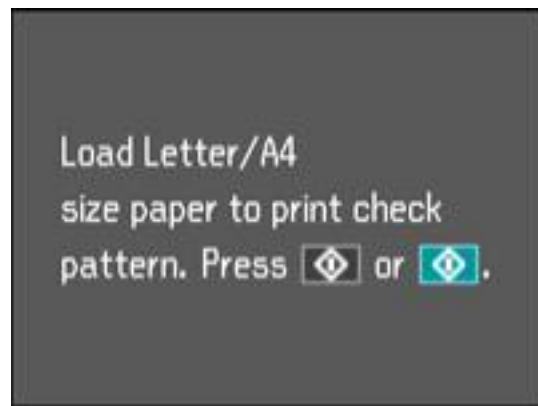 Load Letter/A4
size paper to print check
pattern. Press or .